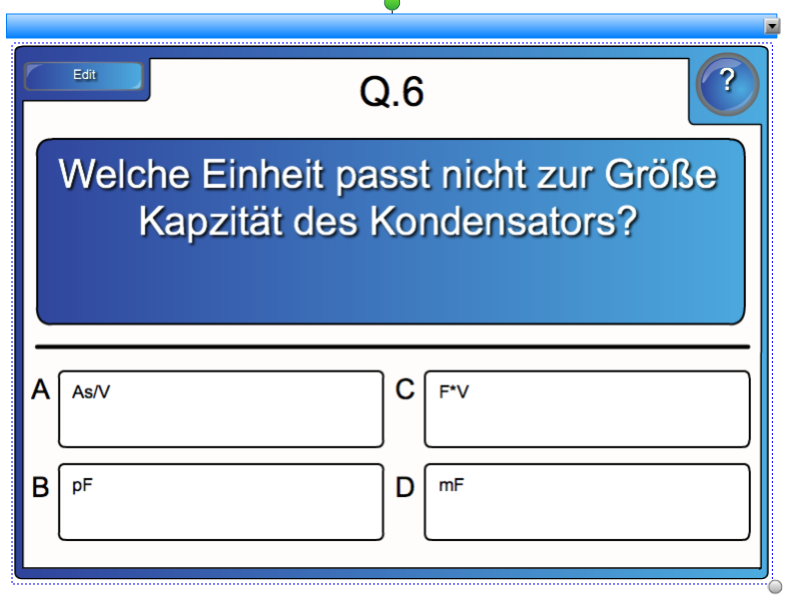 Edit
Q.6
?
Welche Einheit passt nicht zur Größe
Kapzität des Kondensators?
A As/V
C F*V
B pF
D mF